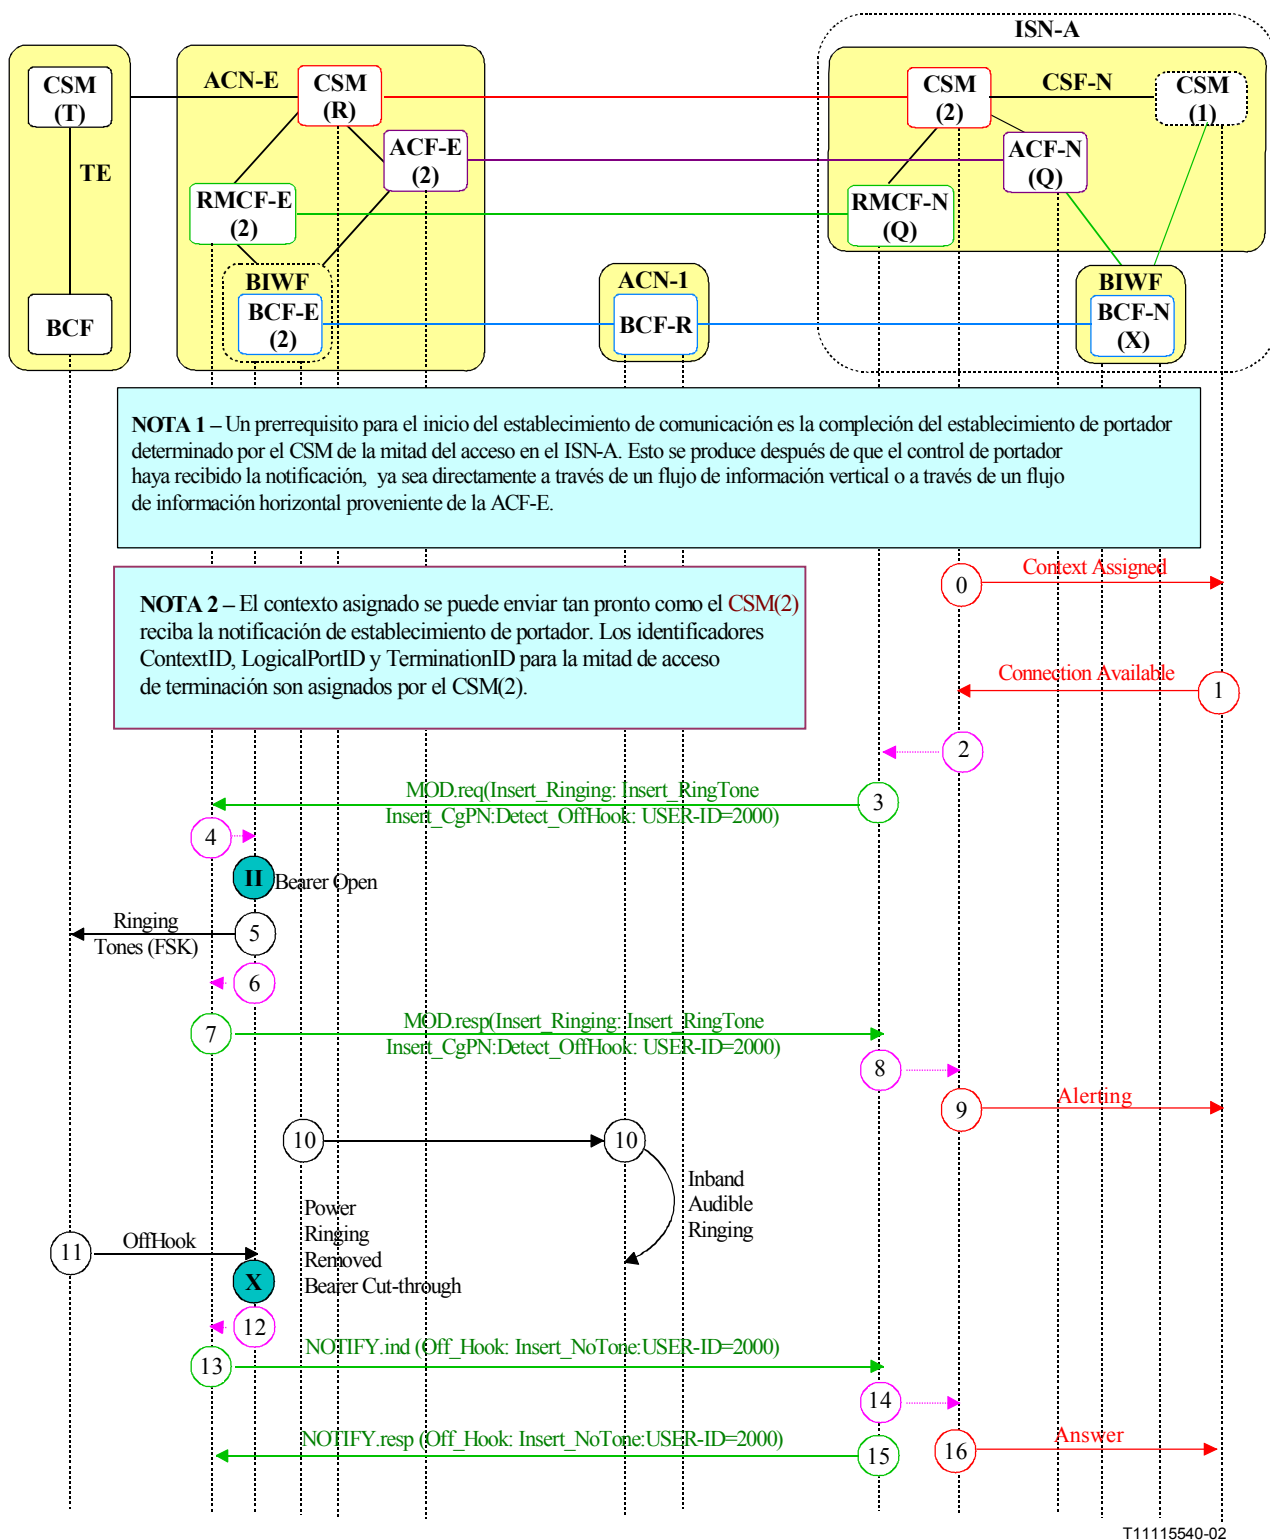 ISN-A
CSM
(T)
TE
BCF
ACN-E
CSM
(R)
ACF-E
(2)
RMCF-E
(2)
BIWF
BCF-E
(2)
ACN-1
BCF-R
CSM
(2)
CSF-N
CSM
(1)
ACF-N
(Q)
RMCF-N
(Q)
BIWF
BCF-N
(X)
NOTA 1 – Un prerrequisito para el inicio del establecimiento de comunicación es la compleción del establecimiento de portador
determinado por el CSM de la mitad del acceso en el ISN-A. Esto se produce después de que el control de portador
haya recibido la notificación, ya sea directamente a través de un flujo de información vertical o a través de un flujo
de información horizontal proveniente de la ACF-E.
NOTA 2 – El contexto asignado se puede enviar tan pronto como el CSM(2)
reciba la notificación de establecimiento de portador. Los identificadores
ContextID, LogicalPortID y TerminationID para la mitad de acceso
de terminación son asignados por el CSM(2).
0
Context Assigned
Connection Available
1
2
MOD.req(Insert_Ringing: Insert_RingTone
Insert_CgPN:Detect_OffHook: USER-ID=2000)
3
4
II
Bearer Open
Ringing
Tones (FSK)
5
6
7
MOD.resp(Insert_Ringing: Insert_RingTone
Insert_CgPN:Detect_OffHook: USER-ID=2000)
8
9
Alerting
10
10
Inband
Audible
Ringing
Power
Ringing
Removed
Bearer Cut-through
11
OffHook
X
12
13
NOTIFY.ind (Off_Hook: Insert_NoTone:USER-ID=2000)
14
NOTIFY.resp (Off_Hook: Insert_NoTone:USER-ID=2000)
15
16
Answer
T11115540-02